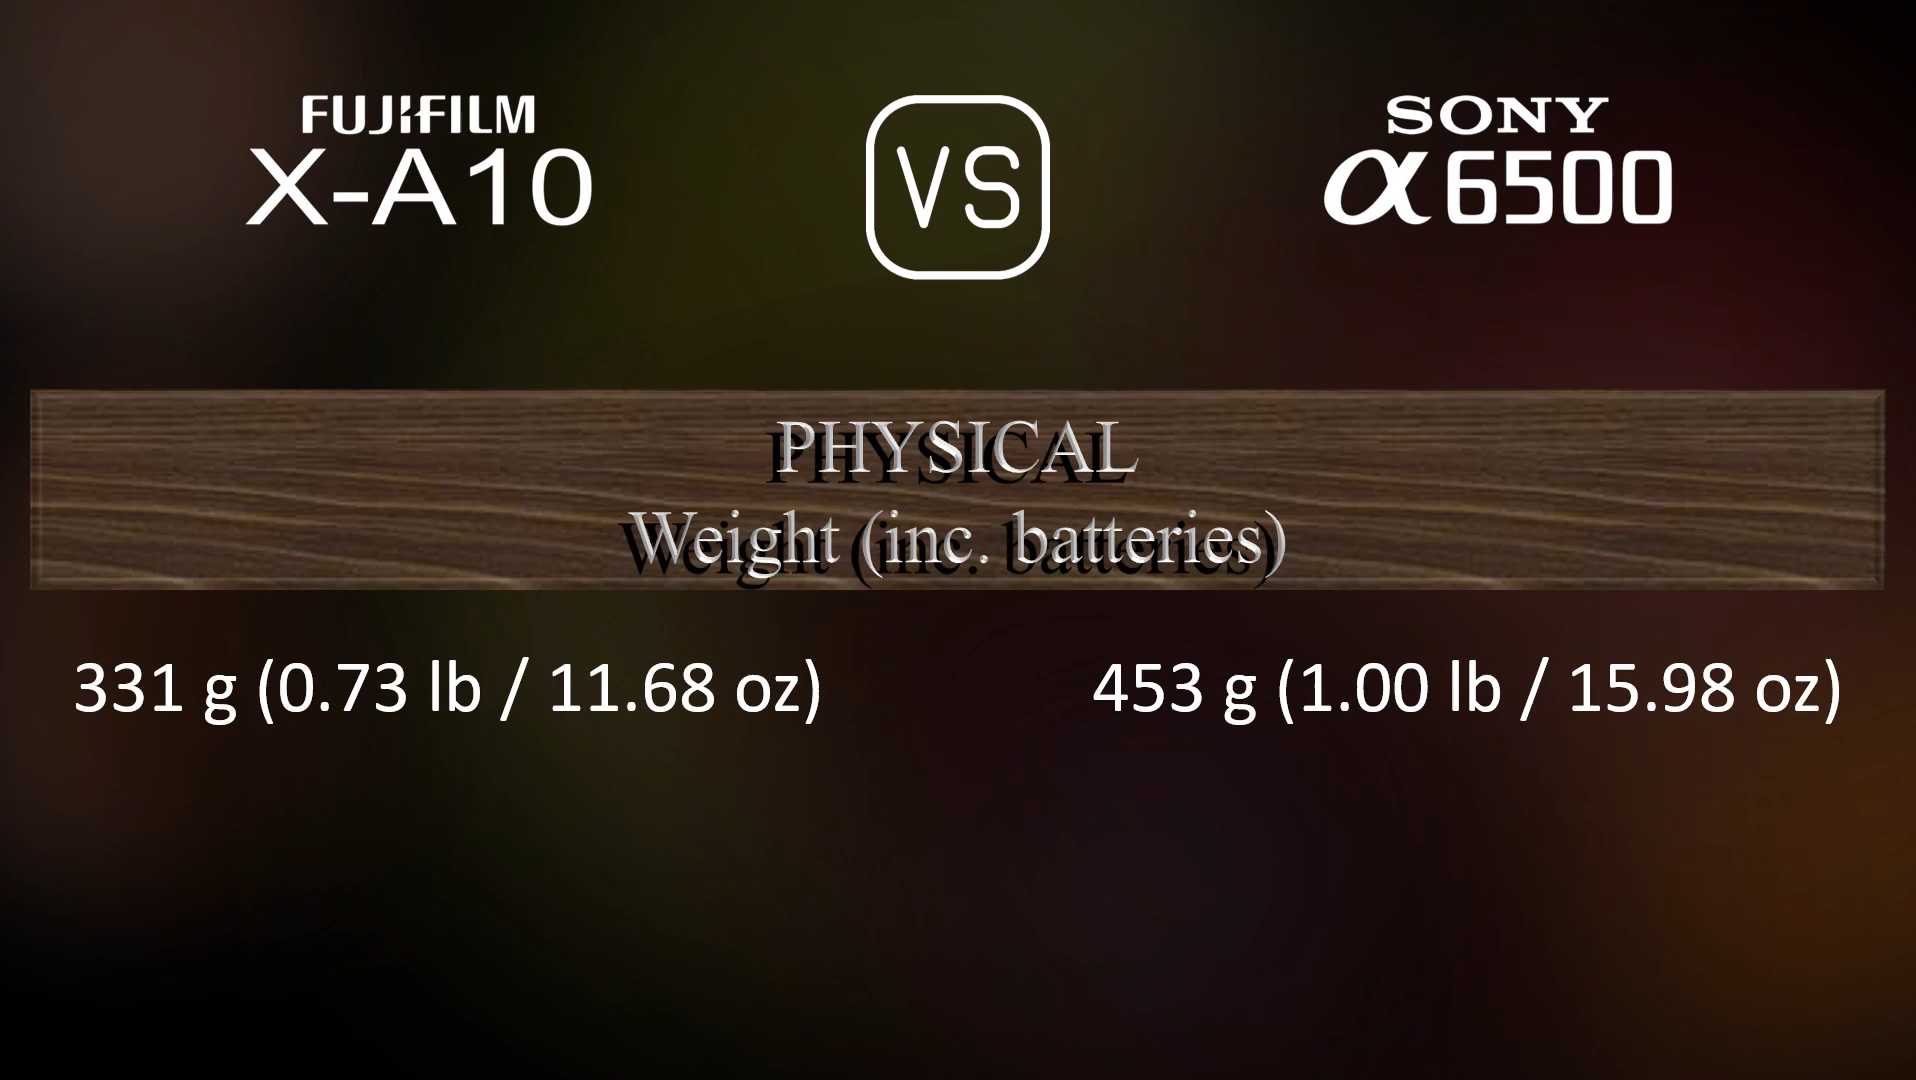 FUJIFILM
X-A10
VS
SONY
α6500
PHYSICAL
Weight (inc. batteries)
331 g (0.73 lb / 11.68 oz)
453 g (1.00 lb / 15.98 oz)